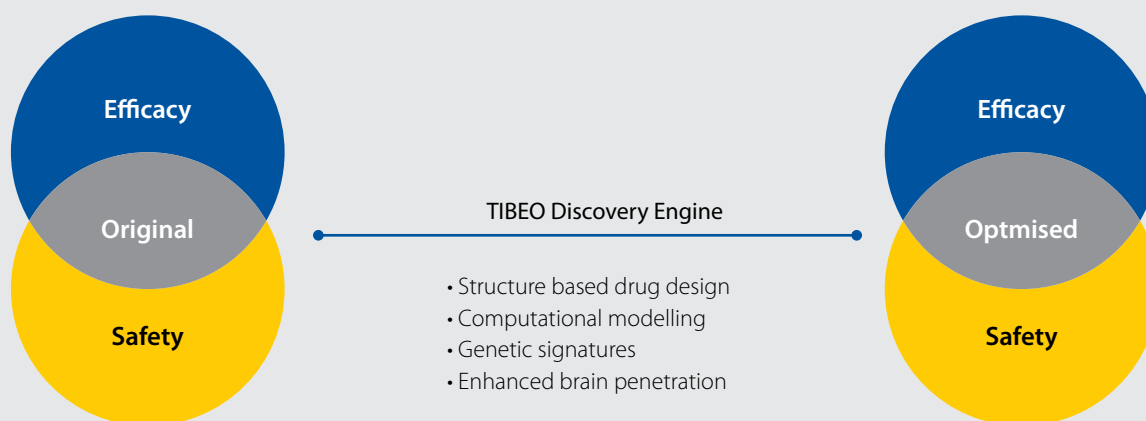 Efficacy
Original
Safety
TIBEO Discovery Engine
• Structure based drug design
• Computational modelling
• Genetic signatures
• Enhanced brain penetration
Efficacy
Optmised
Safety